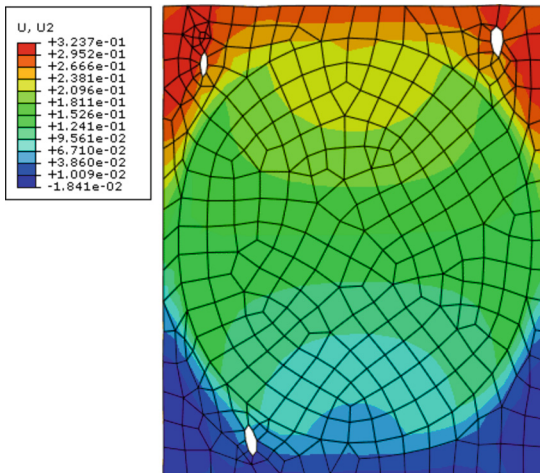 U, U2
+3.237e-01
+2.952e-01
+2.666e-01
+2.381e-01
+2.096e-01
+1.811e-01
+1.526e-01
+1.241e-01
+9.561e-02
+6.710e-02
+3.860e-02
+1.009e-02
-1.841e-02